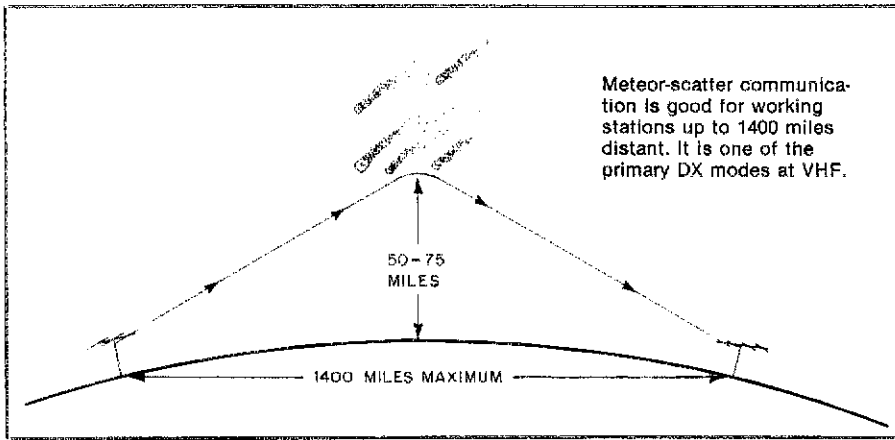 Meteor-scatter communica-
tion is good for working
stations up to 1400 miles
distant. It is one of the
primary DX modes at VHF.
50-75
MILES
1400 MILES MAXIMUM